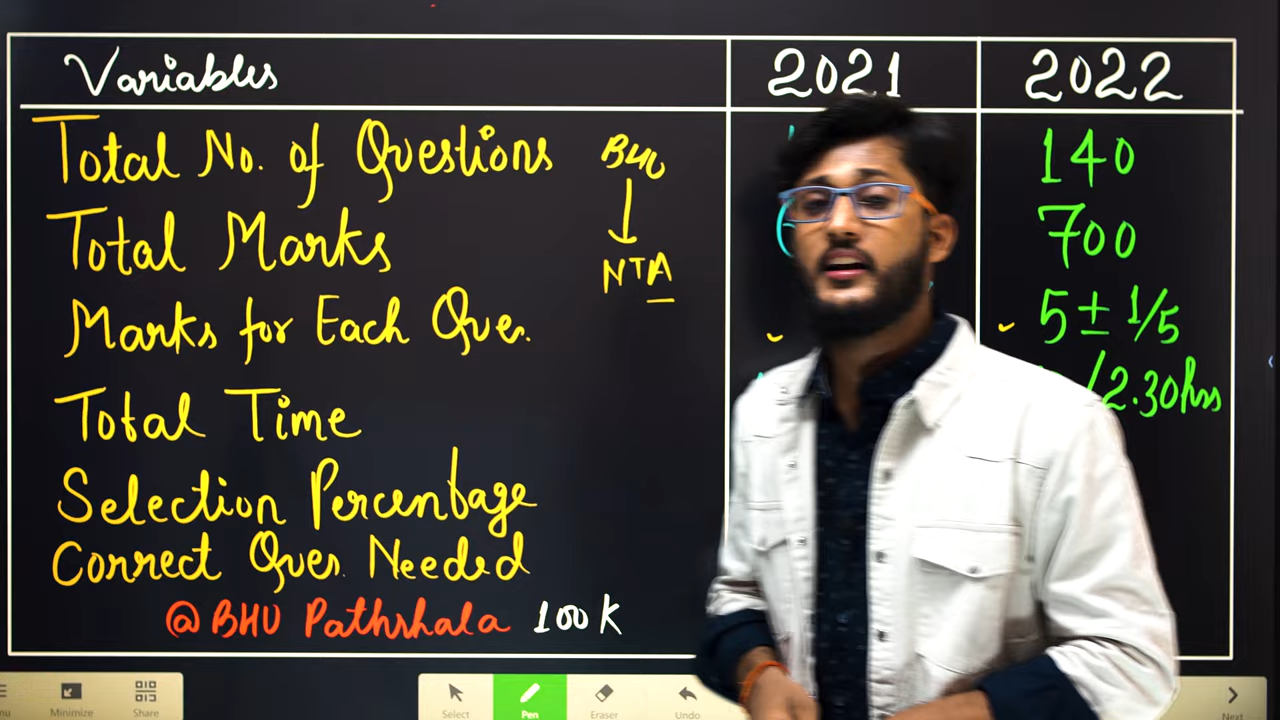 Variables 2021 2022
Total No. of Questions BHU 140
Total Marks NTA 700
Marks for Each Que. 5 ± 1/5
Total Time /2.30hrs
Selection Percentage
Correct Ques. Needed
@BHU Pathshala 100K
Minimize Share Select Pen Eraser Undo Next